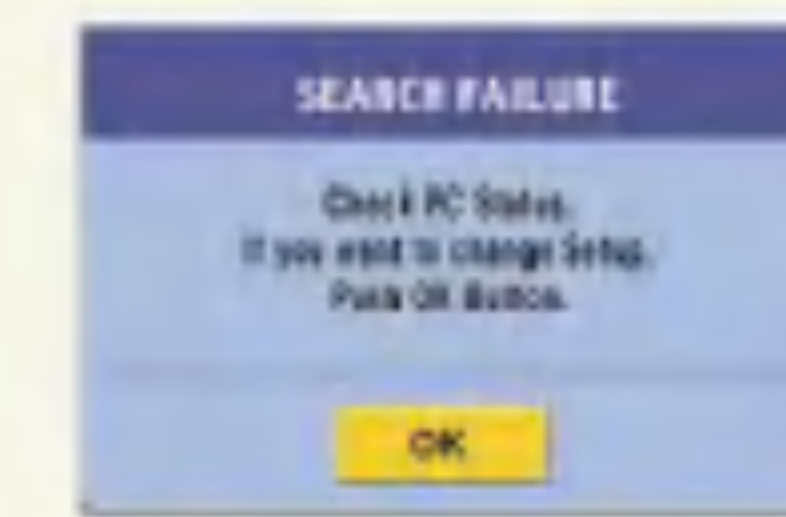 SEARCH FAILURE
Check PC Status.
If you want to change Setup,
Push OK Button.
OK